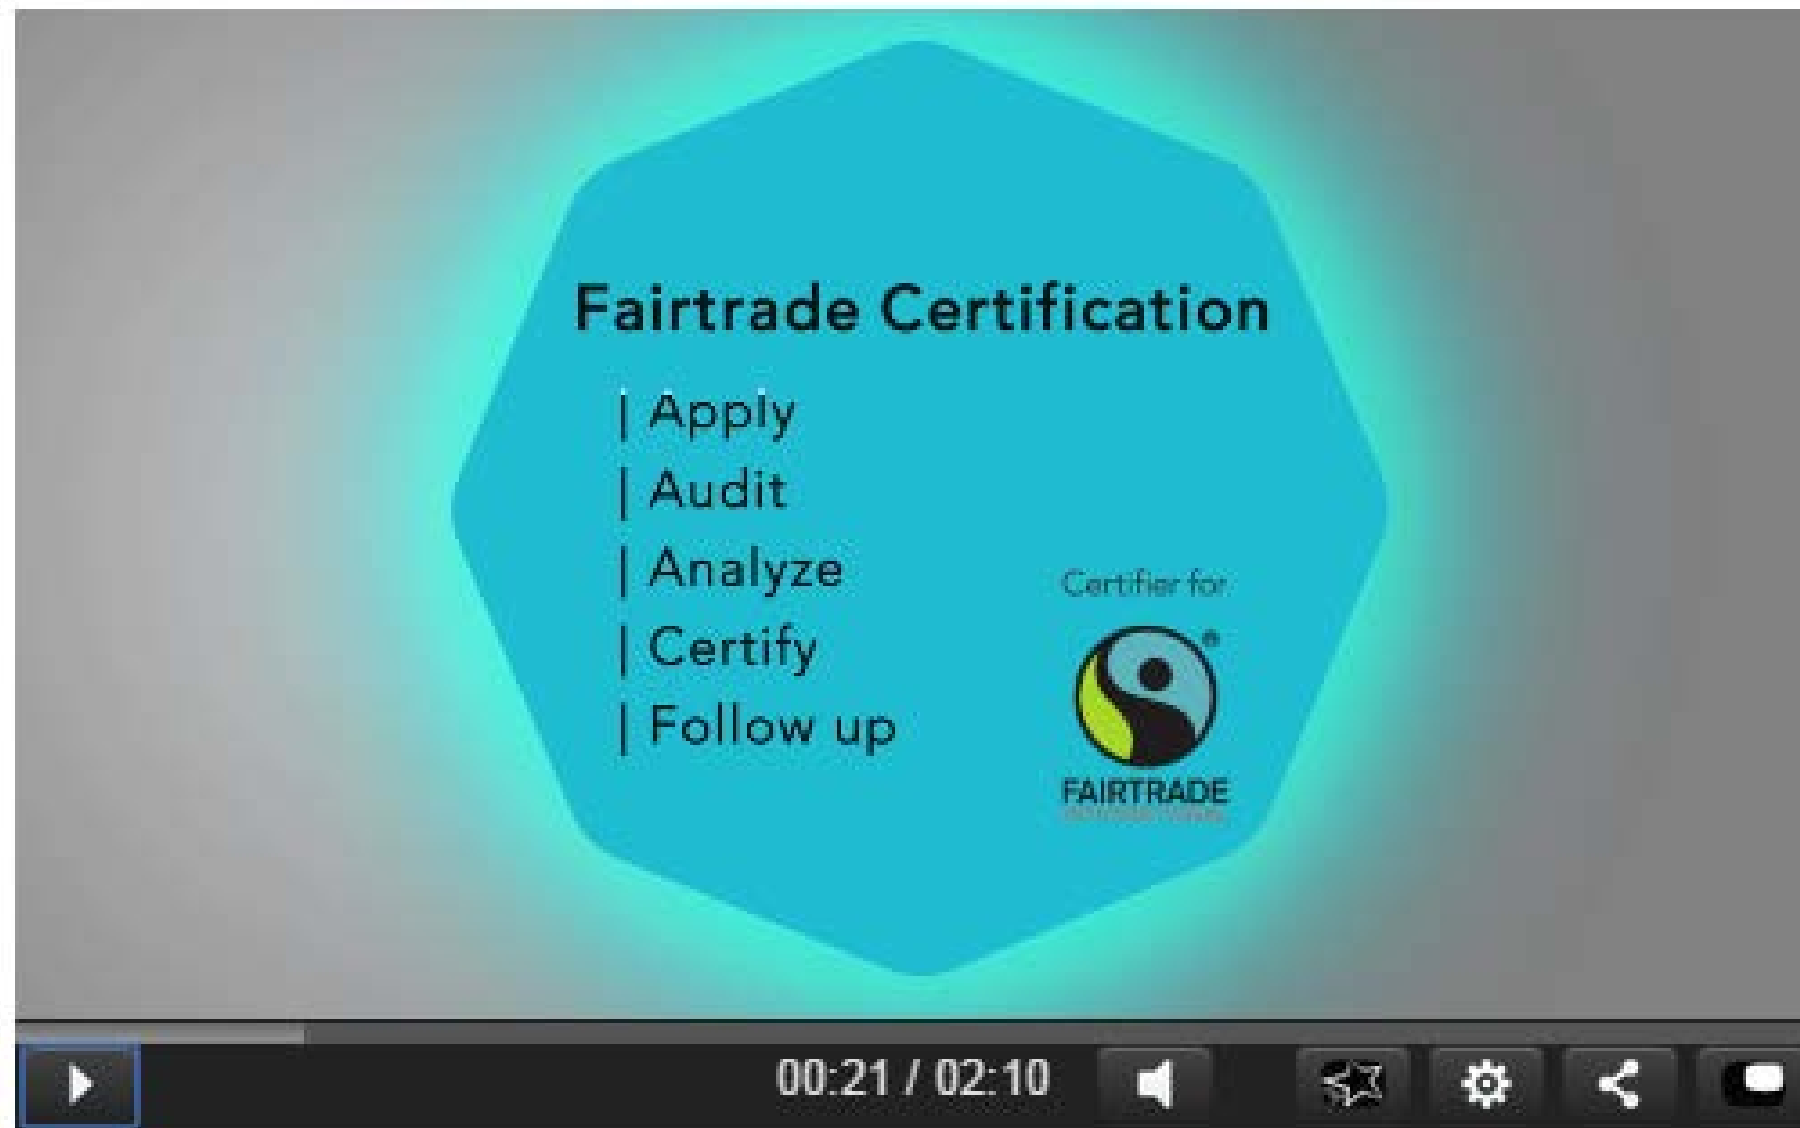 Fairtrade Certification
| Apply
| Audit
| Analyze
| Certify
| Follow up
Certifier for
®
FAIRTRADE
00:21 / 02:10